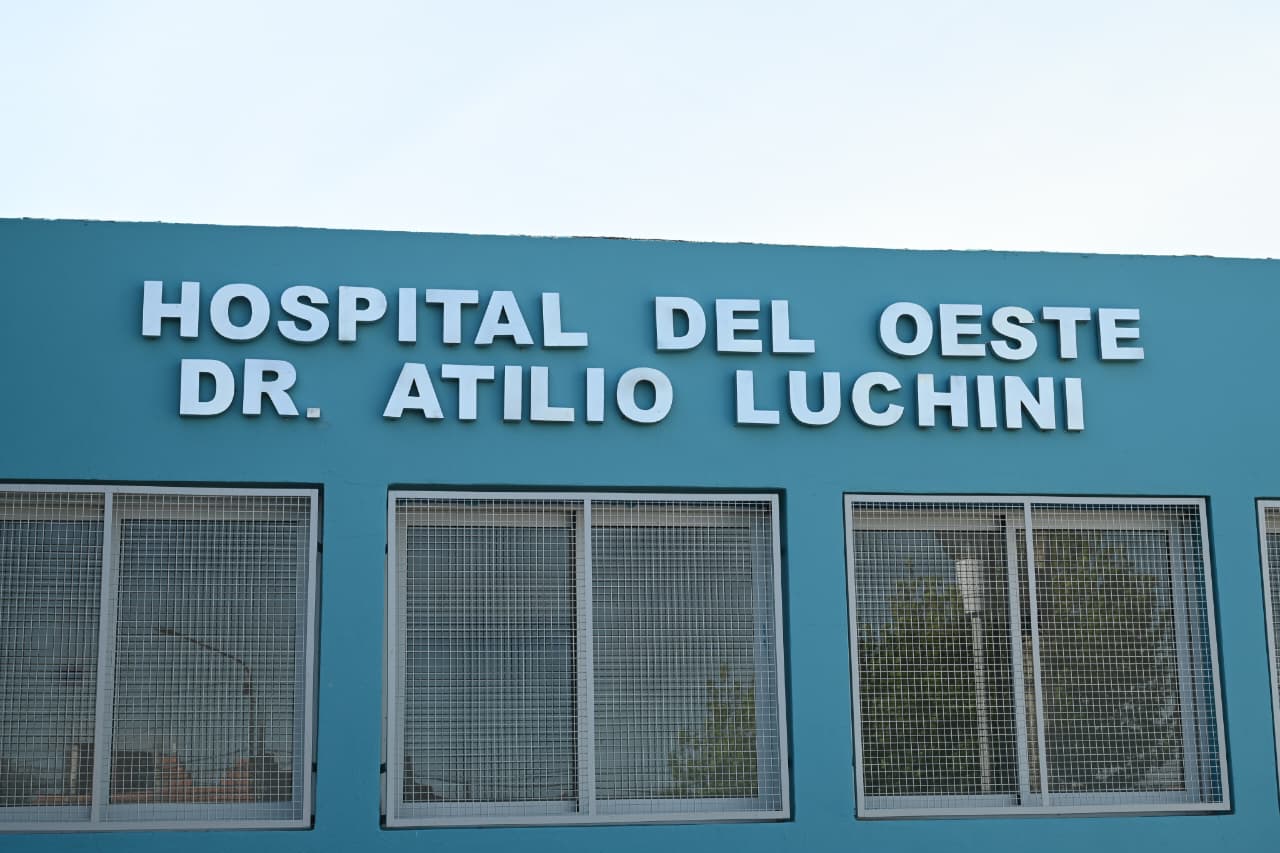 HOSPITAL DEL OESTE
DR. ATILIO LUCHINI